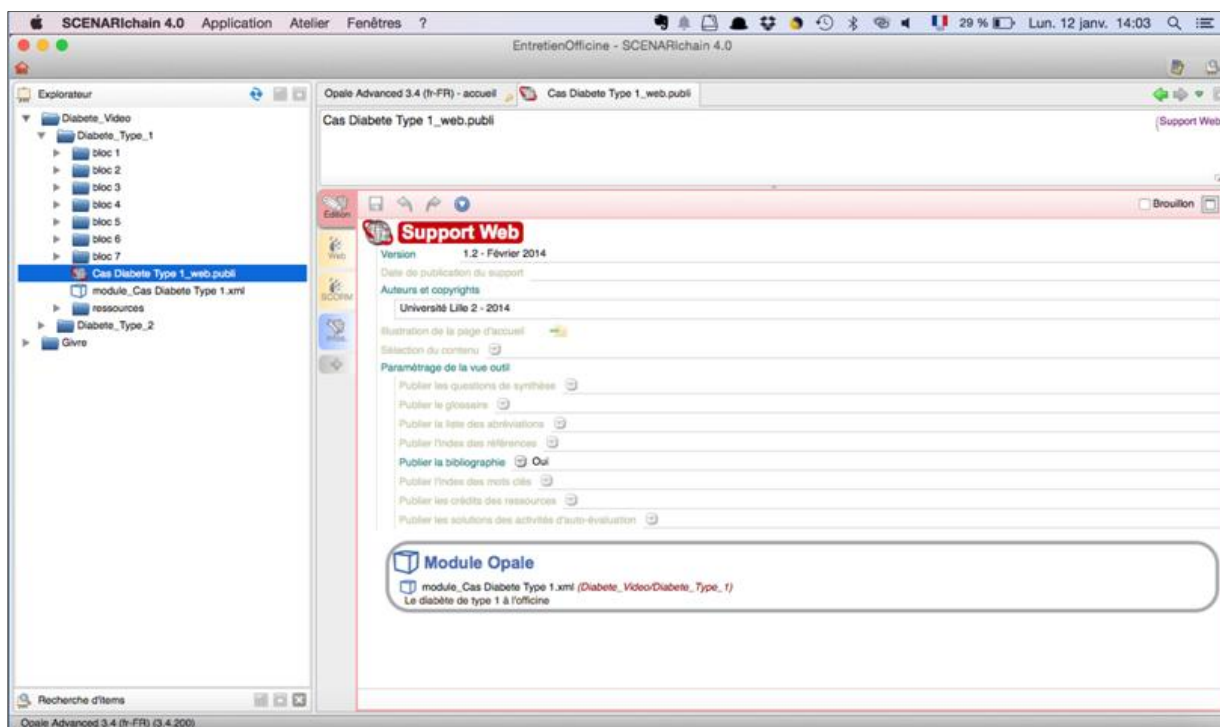 SCENARIchain 4.0 Application Atelier Fenêtres ? 29 % Lun. 12 janv. 14:03
EntretienOfficine - SCENARIchain 4.0
Explorateur
Diabete_Video
Diabete_Type_1
bloc 1
bloc 2
bloc 3
bloc 4
bloc 5
bloc 6
bloc 7
Cas Diabete Type 1_web.publi
module_Cas Diabete Type 1.xml
ressources
Diabete_Type_2
Givre
Recherche d'items
Opale Advanced 3.4 (fr-FR) (3.4.200)
Opale Advanced 3.4 (fr-FR) - accueil Cas Diabete Type 1_web.publi
Cas Diabete Type 1_web.publi (Support Web
Edition
Web
SCORM
Infos.
Brouillon
Support Web
Version 1.2 - Février 2014
Date de publication du support
Auteurs et copyrights
Université Lille 2 - 2014
Illustration de la page d'accueil
Sélection du contenu
Paramétrage de la vue outil
Publier les questions de synthèse
Publier le glossaire
Publier la liste des abréviations
Publier l'index des références
Publier la bibliographie Oui
Publier l'index des mots clés
Publier les crédits des ressources
Publier les solutions des activités d'auto-évaluation
Module Opale
module_Cas Diabete Type 1.xml (Diabete_Video/Diabete_Type_1)
Le diabète de type 1 à l'officine